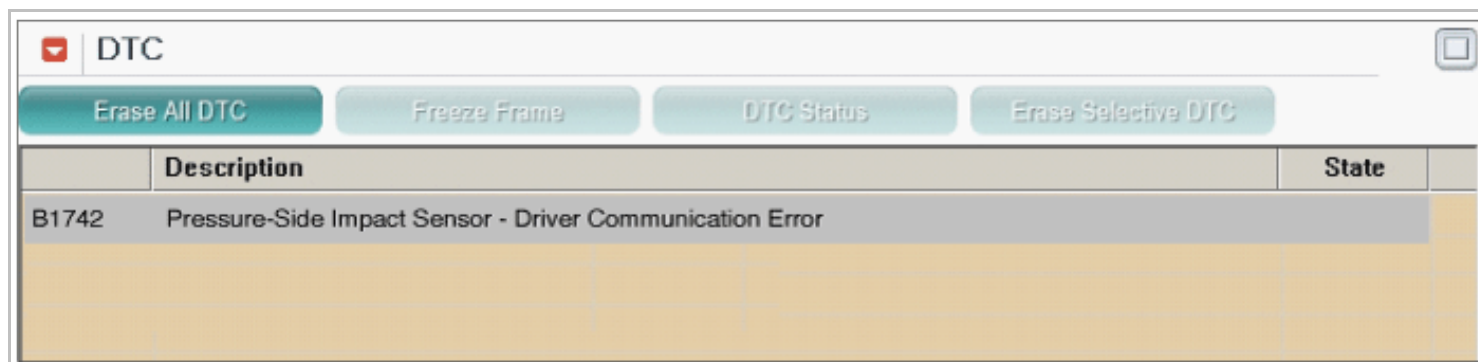 DTC
Erase All DTC Freeze Frame DTC Status Erase Selective DTC
Description State
B1742 Pressure-Side Impact Sensor - Driver Communication Error